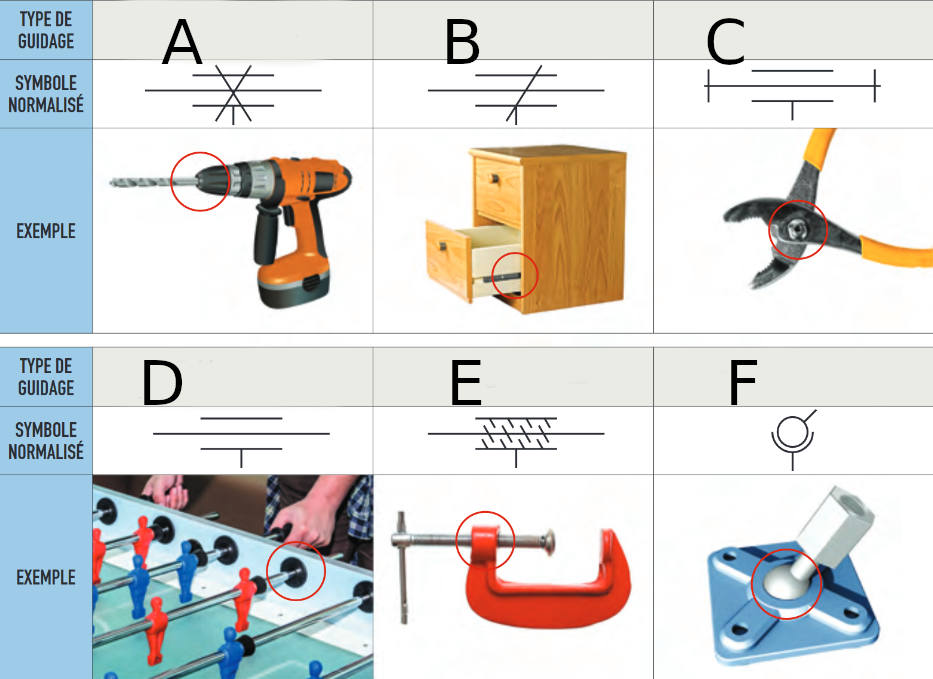 TYPE DE
GUIDAGE
A
B
C
SYMBOLE
NORMALISÉ
EXEMPLE
TYPE DE
GUIDAGE
D
E
F
SYMBOLE
NORMALISÉ
EXEMPLE